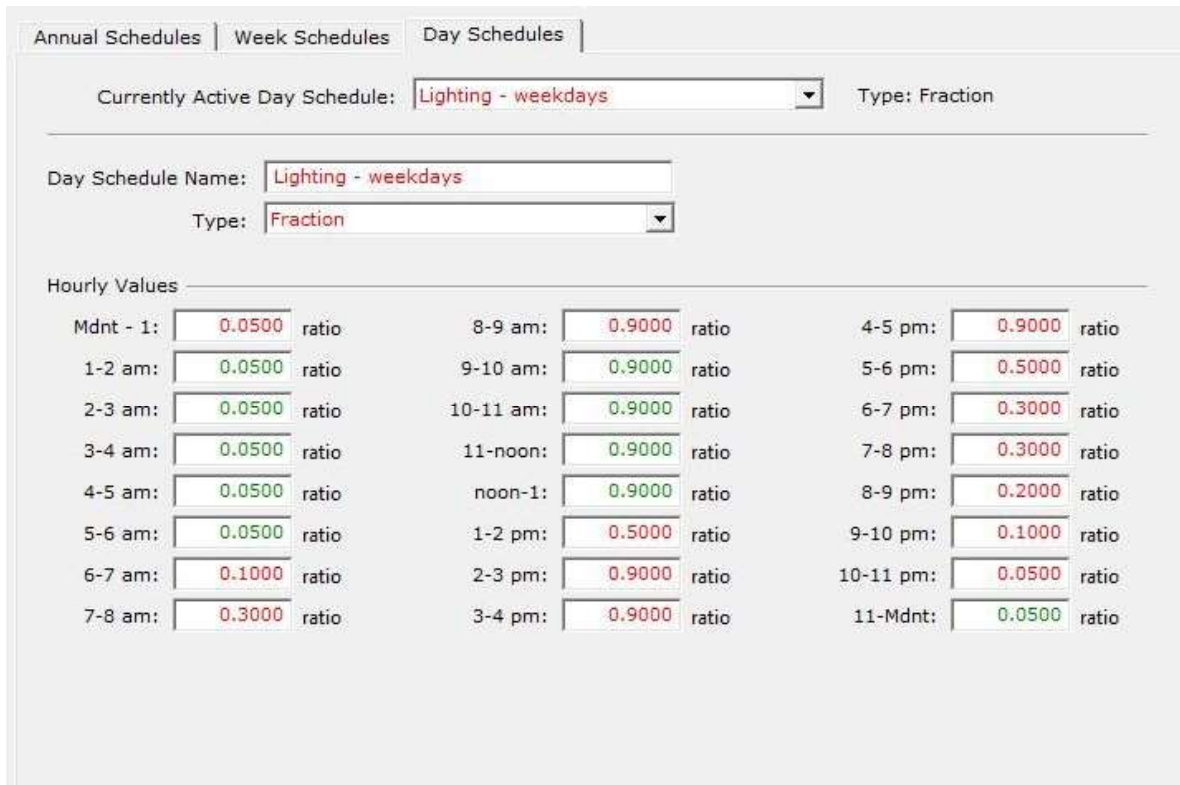 Annual Schedules | Week Schedules | Day Schedules
Currently Active Day Schedule: Lighting - weekdays Type: Fraction
Day Schedule Name: Lighting - weekdays
Type: Fraction
Hourly Values
Mdnt - 1: 0.0500 ratio 8-9 am: 0.9000 ratio 4-5 pm: 0.9000 ratio
1-2 am: 0.0500 ratio 9-10 am: 0.9000 ratio 5-6 pm: 0.5000 ratio
2-3 am: 0.0500 ratio 10-11 am: 0.9000 ratio 6-7 pm: 0.3000 ratio
3-4 am: 0.0500 ratio 11-noon: 0.9000 ratio 7-8 pm: 0.3000 ratio
4-5 am: 0.0500 ratio noon-1: 0.9000 ratio 8-9 pm: 0.2000 ratio
5-6 am: 0.0500 ratio 1-2 pm: 0.5000 ratio 9-10 pm: 0.1000 ratio
6-7 am: 0.1000 ratio 2-3 pm: 0.9000 ratio 10-11 pm: 0.0500 ratio
7-8 am: 0.3000 ratio 3-4 pm: 0.9000 ratio 11-Mdnt: 0.0500 ratio